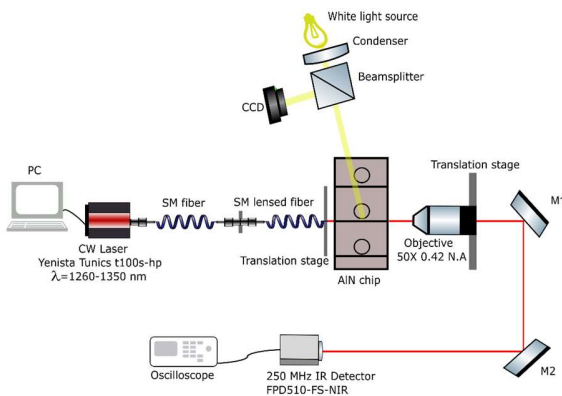 White light source
Condenser
Beamsplitter
CCD
PC
SM fiber
SM lensed fiber
Translation stage
M1
CW Laser
Yenista Tunics t100s-hp
λ=1260-1350 nm
Translation stage
AlN chip
Objective
50X 0.42 N.A
Oscilloscope
250 MHz IR Detector
FPD510-FS-NIR
M2